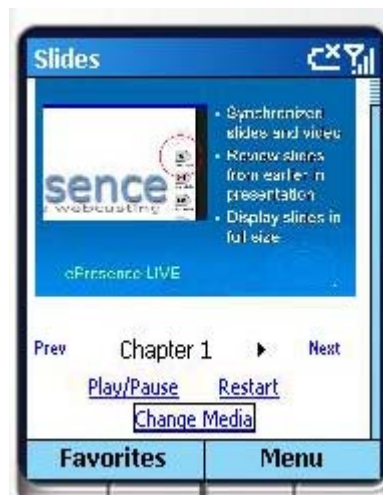 Slides
sence
webcasting
• Synchronized
slides and video
• Review slides
from earlier in
presentation
• Display slides in
full size
ePresence LIVE
Prev Chapter 1 Next
Play/Pause Restart
Change Media
Favorites Menu